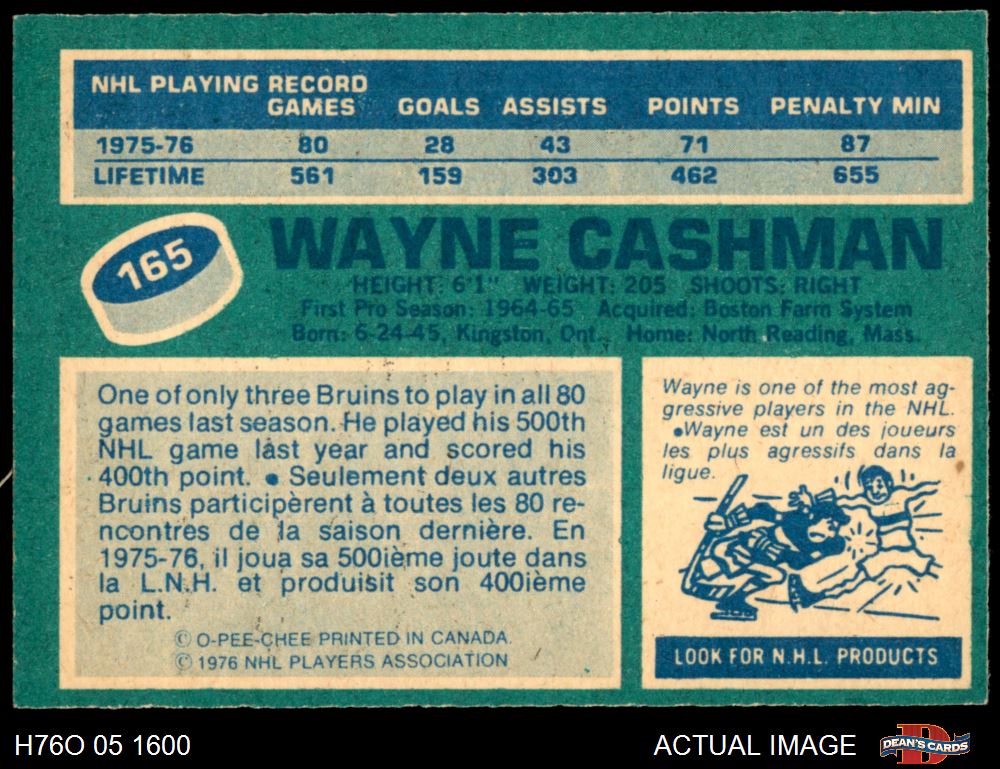 NHL PLAYING RECORD
GAMES GOALS ASSISTS POINTS PENALTY MIN
1975-76 80 28 43 71 87
LIFETIME 561 159 303 462 655
165
WAYNE CASHMAN
HEIGHT: 6'1" WEIGHT: 205 SHOOTS: RIGHT
First Pro Season: 1964-65 Acquired: Boston Farm System
Born: 6-24-45, Kingston, Ont. Home: North Reading, Mass.
One of only three Bruins to play in all 80
games last season. He played his 500th
NHL game last year and scored his
400th point. • Seulement deux autres
Bruins participèrent à toutes les 80 re-
ncontres de la saison dernière. En
1975-76, il joua sa 500ième joute dans
la L.N.H. et produisit son 400ième
point.
© O-PEE-CHEE PRINTED IN CANADA.
© 1976 NHL PLAYERS ASSOCIATION
Wayne is one of the most ag-
gressive players in the NHL.
•Wayne est un des joueurs
les plus agressifs dans la
ligue.
LOOK FOR N.H.L. PRODUCTS
H76O 05 1600
ACTUAL IMAGE
DEAN'S CARDS